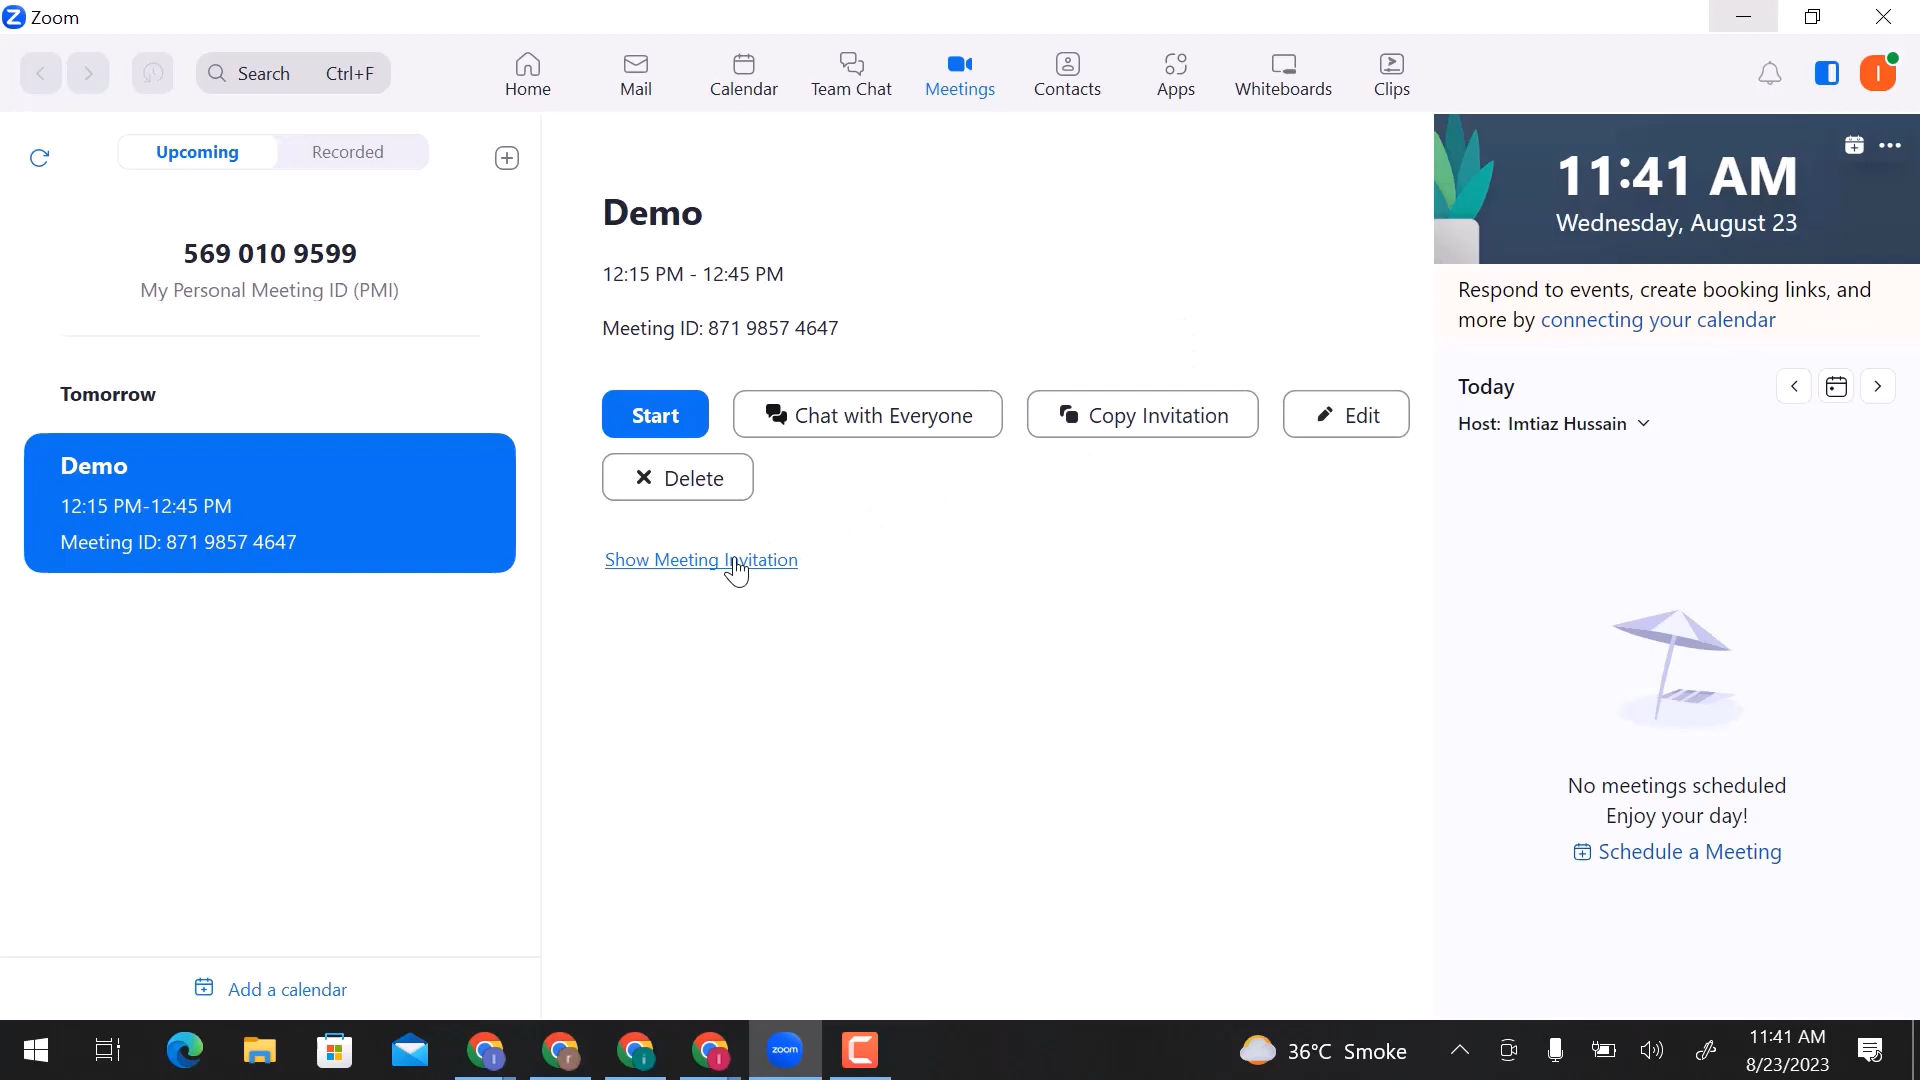 Zoom
Search Ctrl+F
Home
Mail
Calendar
Team Chat
Meetings
Contacts
Apps
Whiteboards
Clips
I
Upcoming
Recorded
569 010 9599
My Personal Meeting ID (PMI)
Tomorrow
Demo
12:15 PM-12:45 PM
Meeting ID: 871 9857 4647
Add a calendar
Demo
12:15 PM - 12:45 PM
Meeting ID: 871 9857 4647
Start
Chat with Everyone
Copy Invitation
Edit
Delete
Show Meeting Invitation
11:41 AM
Wednesday, August 23
Respond to events, create booking links, and
more by connecting your calendar
Today
Host: Imtiaz Hussain
No meetings scheduled
Enjoy your day!
Schedule a Meeting
zoom
36°C Smoke
11:41 AM
8/23/2023